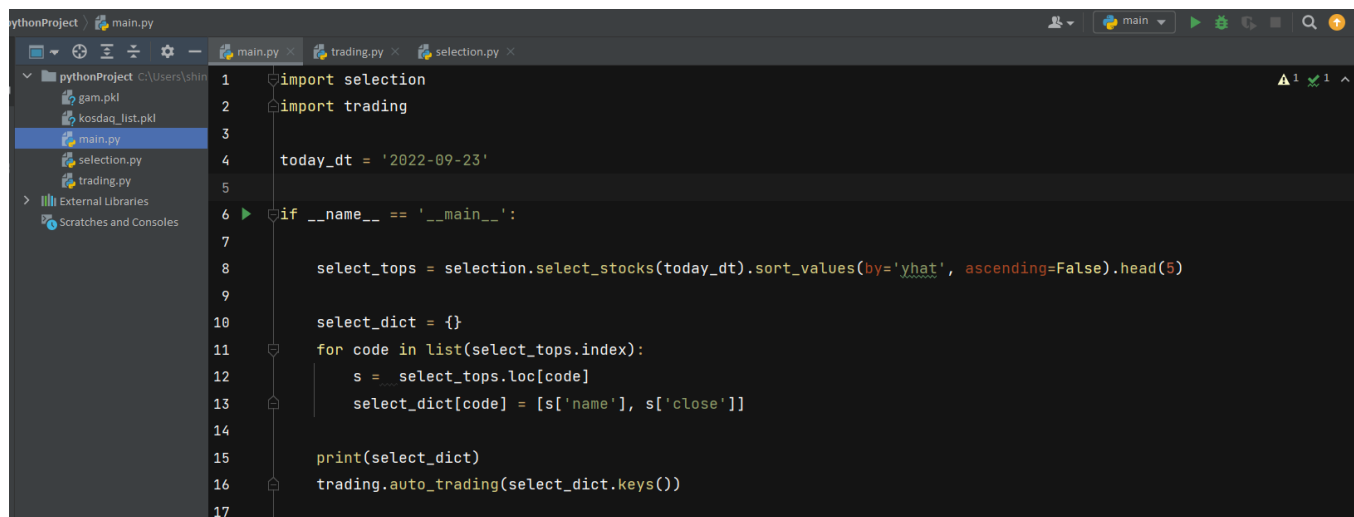 pythonProject › main.py
main
main.py
trading.py
selection.py
pythonProject C:\Users\shin
gam.pkl
kosdaq_list.pkl
main.py
selection.py
trading.py
External Libraries
Scratches and Consoles
1 1
1 import selection
2 import trading
3
4 today_dt = '2022-09-23'
5
6 if __name__ == '__main__':
7
8 select_tops = selection.select_stocks(today_dt).sort_values(by='yhat', ascending=False).head(5)
9
10 select_dict = {}
11 for code in list(select_tops.index):
12 s =  select_tops.loc[code]
13 select_dict[code] = [s['name'], s['close']]
14
15 print(select_dict)
16 trading.auto_trading(select_dict.keys())
17